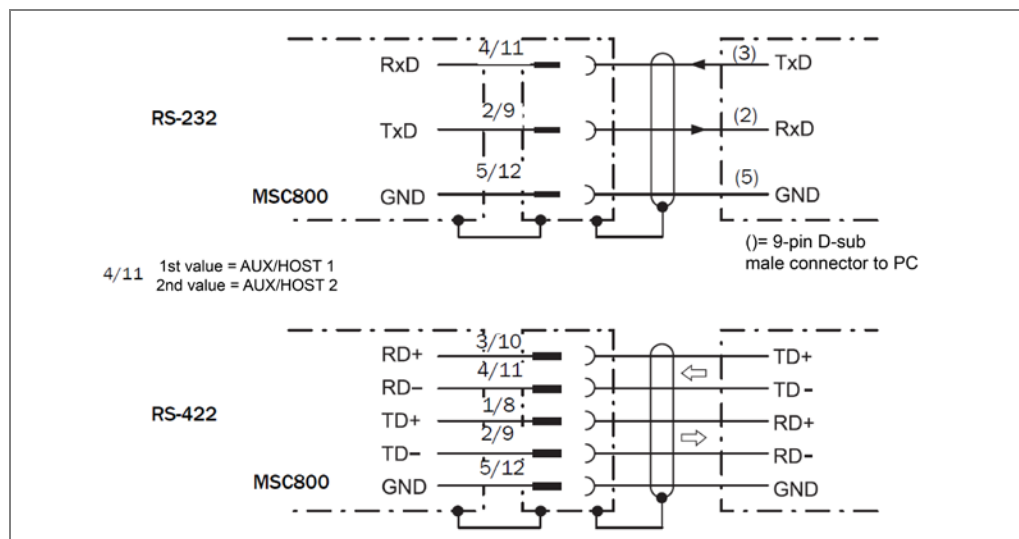 4/11
RxD
(3)
TxD
RS-232
2/9
TxD
(2)
RxD
5/12
MSC800
GND
(5)
GND
()= 9-pin D-sub
male connector to PC
4/11
1st value = AUX/HOST 1
2nd value = AUX/HOST 2
3/10
RD+
TD+
4/11
RD−
TD-
RS-422
1/8
TD+
RD+
2/9
TD−
RD-
5/12
MSC800
GND
GND